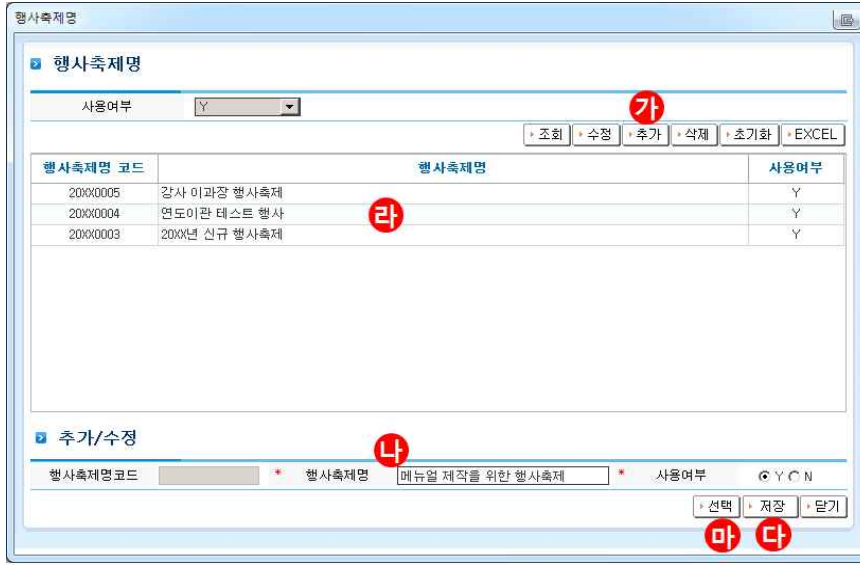 행사축제명
행사축제명
사용여부 Y
가
조회 수정 추가 삭제 초기화 EXCEL
행사축제명 코드 행사축제명 사용여부
20XX0005 강사 이과장 행사축제 Y
20XX0004 연도이관 테스트 행사 Y
라
20XX0003 20XX년 신규 행사축제 Y
추가/수정
나
행사축제명코드 * 행사축제명 메뉴얼 제작을 위한 행사축제 * 사용여부 Y N
선택 저장 닫기
마 다